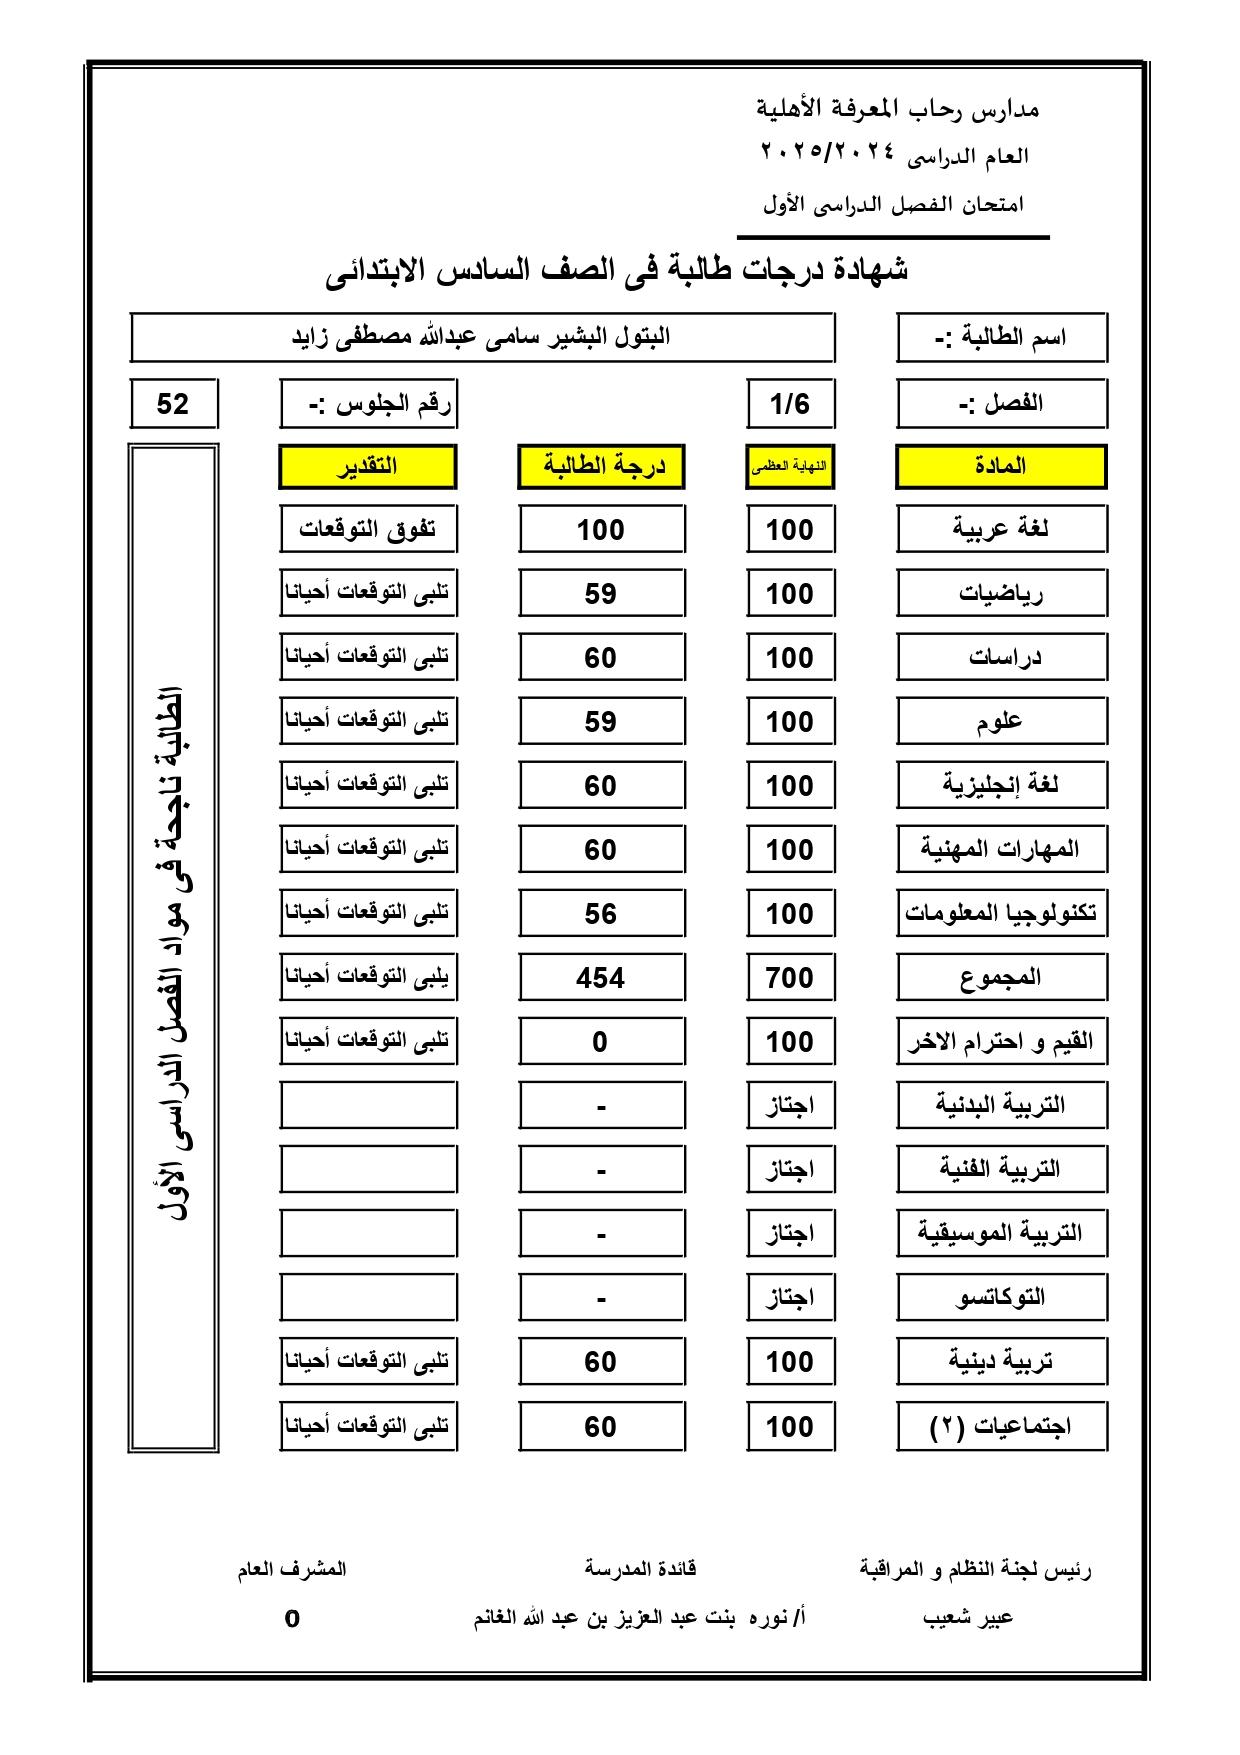 مدارس رحاب المعرفة الأهلية
العام الدراسى ٢٠٢٥/٢٠٢٤
امتحان الفصل الدراسى الأول
شهادة درجات طالبة فى الصف السادس الابتدائى
اسم الطالبة :- البتول البشير سامى عبدالله مصطفى زايد
الفصل :- 1/6 رقم الجلوس :- 52
المادة النهاية العظمى درجة الطالبة التقدير
لغة عربية 100 100 تفوق التوقعات
رياضيات 100 59 تلبى التوقعات أحيانا
دراسات 100 60 تلبى التوقعات أحيانا
علوم 100 59 تلبى التوقعات أحيانا
لغة إنجليزية 100 60 تلبى التوقعات أحيانا
المهارات المهنية 100 60 تلبى التوقعات أحيانا
تكنولوجيا المعلومات 100 56 تلبى التوقعات أحيانا
المجموع 700 454 يلبى التوقعات أحيانا
القيم و احترام الاخر 100 0 تلبى التوقعات أحيانا
التربية البدنية اجتاز -
التربية الفنية اجتاز -
التربية الموسيقية اجتاز -
التوكاتسو اجتاز -
تربية دينية 100 60 تلبى التوقعات أحيانا
اجتماعيات (٢) 100 60 تلبى التوقعات أحيانا
الطالبة ناجحة فى مواد الفصل الدراسى الأول
رئيس لجنة النظام و المراقبة قائدة المدرسة المشرف العام
عبير شعيب أ/ نوره بنت عبد العزيز بن عبد الله الغانم 0